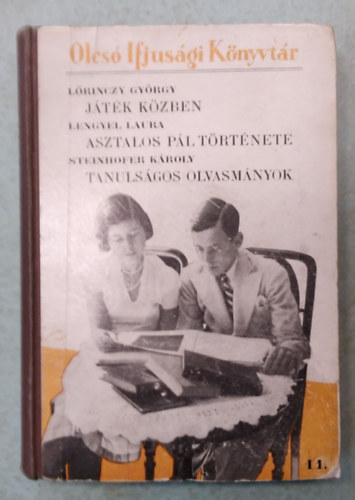 Olcsó Ifjusági Könyvtár
LŐRINCZY GYÖRGY
JÁTÉK KÖZBEN
LENGYEL LAURA
ASZTALOS PÁL TÖRTÉNETE
STEINHOFER KÁROLY
TANULSÁGOS OLVASMÁNYOK
11.